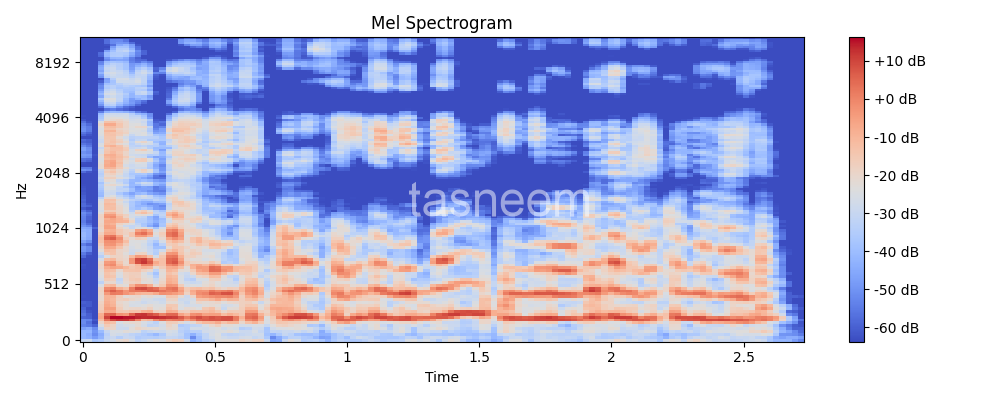 Mel Spectrogram
8192
4096
2048
1024
512
0
Hz
tasneem
0 0.5 1 1.5 2 2.5
Time
+10 dB
+0 dB
-10 dB
-20 dB
-30 dB
-40 dB
-50 dB
-60 dB